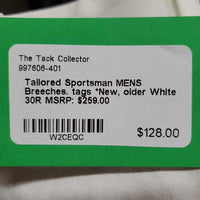 The Tack Collector
997606-401
Tailored Sportsman MENS
Breeches. tags *New, older White
30R MSRP: $259.00
W2CEQC
$128.00